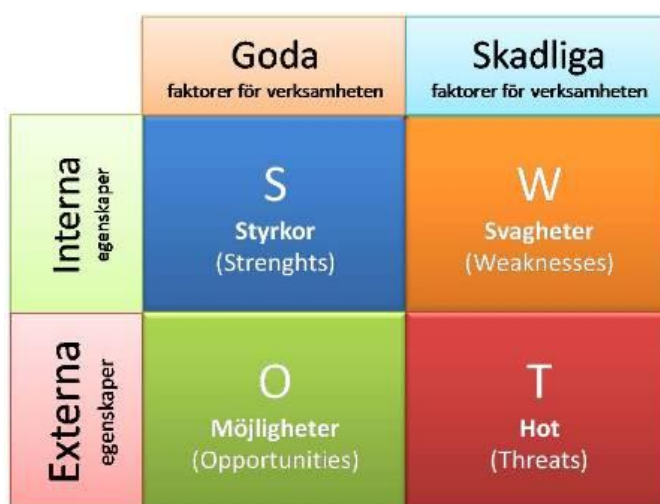 Goda
faktorer för verksamheten
Skadliga
faktorer för verksamheten
Interna
egenskaper
S
Styrkor
(Strenghts)
W
Svagheter
(Weaknesses)
Externa
egenskaper
O
Möjligheter
(Opportunities)
T
Hot
(Threats)